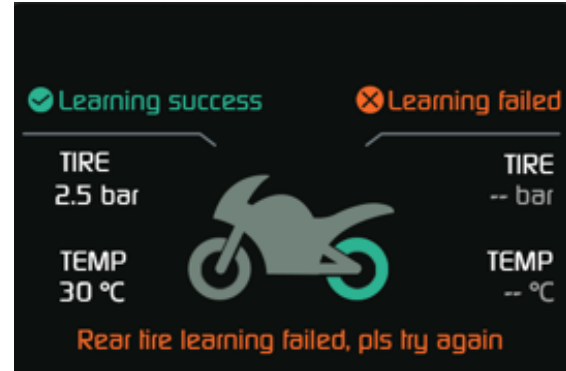 Learning success
Learning failed
TIRE
2.5 bar
TIRE
-- bar
TEMP
30 °C
TEMP
-- °C
Rear tire learning failed, pls try again